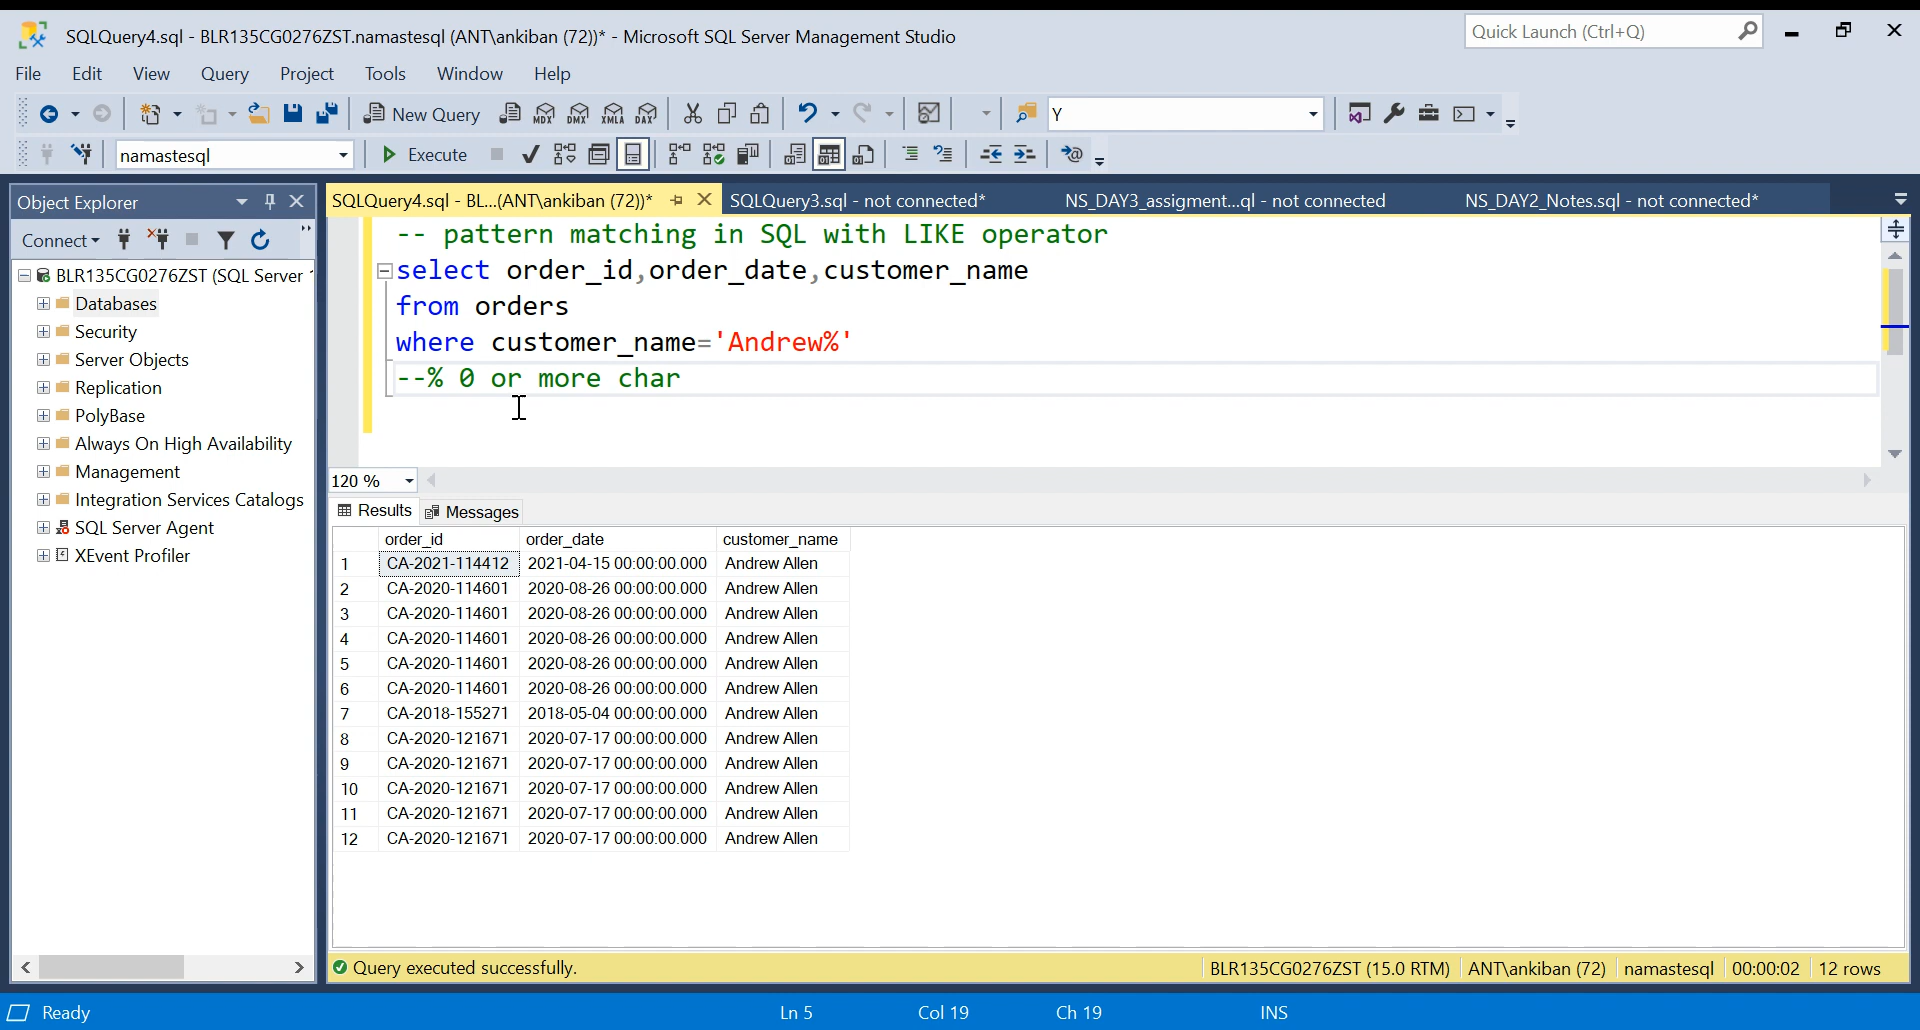 SQLQuery4.sql - BLR135CG0276ZST.namastesql (ANT\ankiban (72))* - Microsoft SQL Server Management Studio
Quick Launch (Ctrl+Q)
File Edit View Query Project Tools Window Help
New Query MDX DMX XMLA DAX Y
namastesql Execute
Object Explorer
SQLQuery4.sql - BL...(ANT\ankiban (72))* SQLQuery3.sql - not connected* NS_DAY3_assigment...ql - not connected NS_DAY2_Notes.sql - not connected*
Connect
BLR135CG0276ZST (SQL Server
Databases
Security
Server Objects
Replication
PolyBase
Always On High Availability
Management
Integration Services Catalogs
SQL Server Agent
XEvent Profiler
-- pattern matching in SQL with LIKE operator
select order_id,order_date,customer_name
from orders
where customer_name='Andrew%'
--% 0 or more char
120 %
Results Messages
order_id order_date customer_name
1 CA-2021-114412 2021-04-15 00:00:00.000 Andrew Allen
2 CA-2020-114601 2020-08-26 00:00:00.000 Andrew Allen
3 CA-2020-114601 2020-08-26 00:00:00.000 Andrew Allen
4 CA-2020-114601 2020-08-26 00:00:00.000 Andrew Allen
5 CA-2020-114601 2020-08-26 00:00:00.000 Andrew Allen
6 CA-2020-114601 2020-08-26 00:00:00.000 Andrew Allen
7 CA-2018-155271 2018-05-04 00:00:00.000 Andrew Allen
8 CA-2020-121671 2020-07-17 00:00:00.000 Andrew Allen
9 CA-2020-121671 2020-07-17 00:00:00.000 Andrew Allen
10 CA-2020-121671 2020-07-17 00:00:00.000 Andrew Allen
11 CA-2020-121671 2020-07-17 00:00:00.000 Andrew Allen
12 CA-2020-121671 2020-07-17 00:00:00.000 Andrew Allen
Query executed successfully. BLR135CG0276ZST (15.0 RTM) ANT\ankiban (72) namastesql 00:00:02 12 rows
Ready Ln 5 Col 19 Ch 19 INS